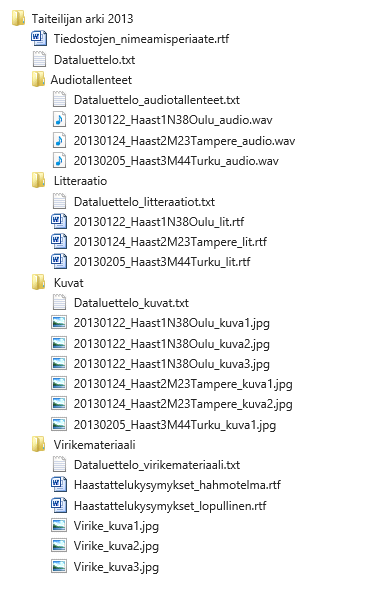 Taiteilijan arki 2013
Tiedostojen_nimeamisperiaate.rtf
Dataluettelo.txt
Audiotallenteet
Dataluettelo_audiotallenteet.txt
20130122_Haast1N38Oulu_audio.wav
20130124_Haast2M23Tampere_audio.wav
20130205_Haast3M44Turku_audio.wav
Litteraatio
Dataluettelo_litteraatiot.txt
20130122_Haast1N38Oulu_lit.rtf
20130124_Haast2M23Tampere_lit.rtf
20130205_Haast3M44Turku_lit.rtf
Kuvat
Dataluettelo_kuvat.txt
20130122_Haast1N38Oulu_kuva1.jpg
20130122_Haast1N38Oulu_kuva2.jpg
20130122_Haast1N38Oulu_kuva3.jpg
20130124_Haast2M23Tampere_kuva1.jpg
20130124_Haast2M23Tampere_kuva2.jpg
20130205_Haast3M44Turku_kuva1.jpg
Virikemateriaali
Dataluettelo_virikemateriaali.txt
Haastattelukysymykset_hahmotelma.rtf
Haastattelukysymykset_lopullinen.rtf
Virike_kuva1.jpg
Virike_kuva2.jpg
Virike_kuva3.jpg